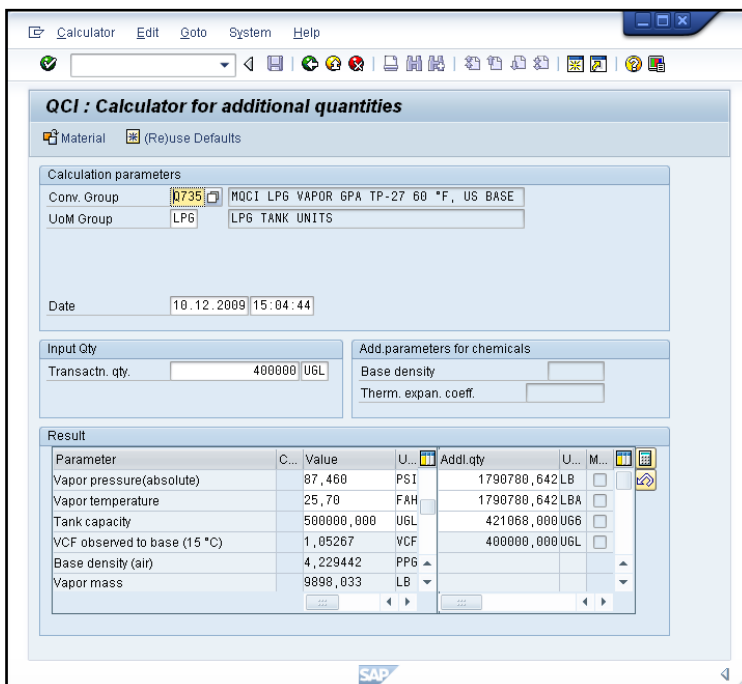 Calculator Edit Goto System Help
QCI : Calculator for additional quantities
Material (Re)use Defaults
Calculation parameters
Conv. Group Q735 MQCI LPG VAPOR GPA TP-27 60 °F, US BASE
UoM Group LPG LPG TANK UNITS
Date 10.12.2009 15:04:44
Input Qty Add.parameters for chemicals
Transactn. qty. 400000 UGL Base density
Therm. expan. coeff.
Result
Parameter C... Value U... Addl.qty U... M...
Vapor pressure(absolute) 87,460 PSI 1790780,642 LB
Vapor temperature 25,70 FAH 1790780,642 LBA
Tank capacity 500000,000 UGL 421068,000 UG6
VCF observed to base (15 °C) 1,05267 VCF 400000,000 UGL
Base density (air) 4,229442 PPG
Vapor mass 9898,033 LB
SAP